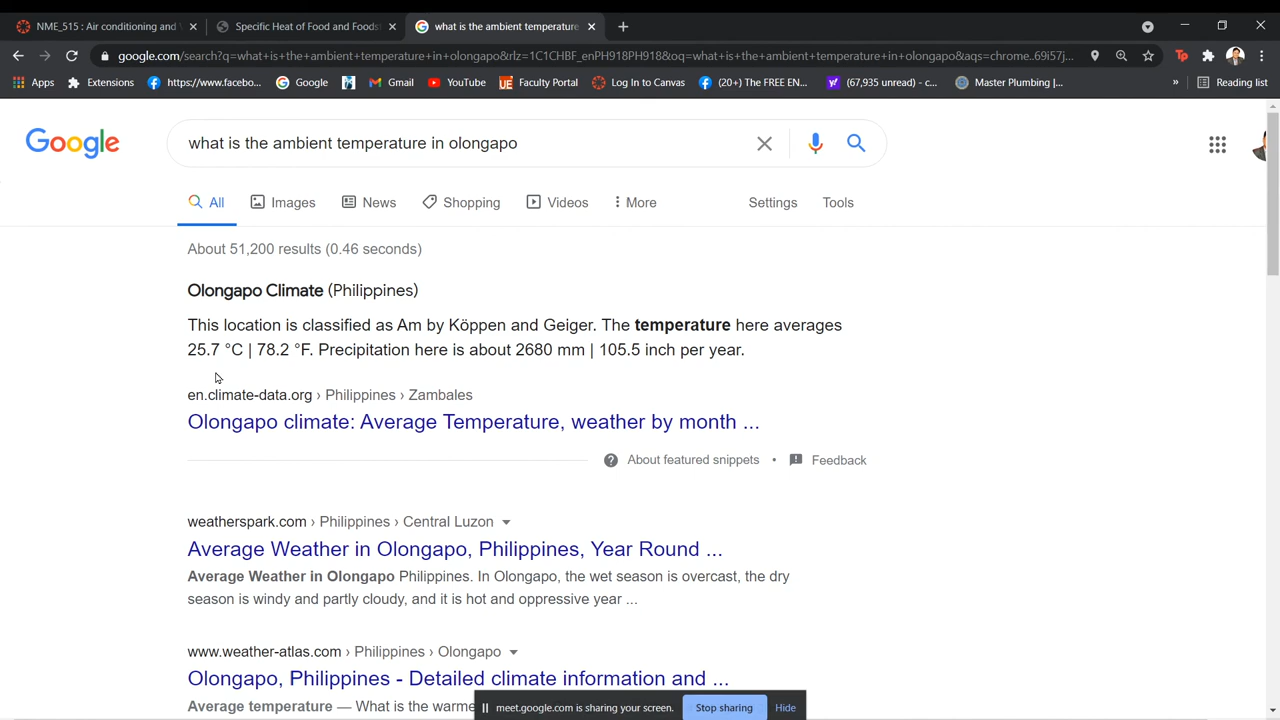 NME_515 : Air conditioning and
Specific Heat of Food and Foods
what is the ambient temperature
google.com/search?q=what+is+the+ambient+temperature+in+olongapo&rlz=1C1CHBF_enPH918PH918&oq=what+is+the+ambient+temperature+in+olongapo&aqs=chrome..69i57j...
Apps
Extensions
https://www.facebo...
Google
Gmail
YouTube
Faculty Portal
Log In to Canvas
(20+) The FREE EN...
(67,935 unread) - c...
Master Plumbing |...
»
Reading list
Google
what is the ambient temperature in olongapo
All
Images
News
Shopping
Videos
More
Settings
Tools
About 51,200 results (0.46 seconds)
Olongapo Climate (Philippines)
This location is classified as Am by Köppen and Geiger. The temperature here averages
25.7 °C | 78.2 °F. Precipitation here is about 2680 mm | 105.5 inch per year.
en.climate-data.org › Philippines › Zambales
Olongapo climate: Average Temperature, weather by month ...
About featured snippets • Feedback
weatherspark.com › Philippines › Central Luzon
Average Weather in Olongapo, Philippines, Year Round ...
Average Weather in Olongapo Philippines. In Olongapo, the wet season is overcast, the dry
season is windy and partly cloudy, and it is hot and oppressive year ...
www.weather-atlas.com › Philippines › Olongapo
Olongapo, Philippines - Detailed climate information and ...
Average temperature — What is the warme
meet.google.com is sharing your screen.
Stop sharing
Hide